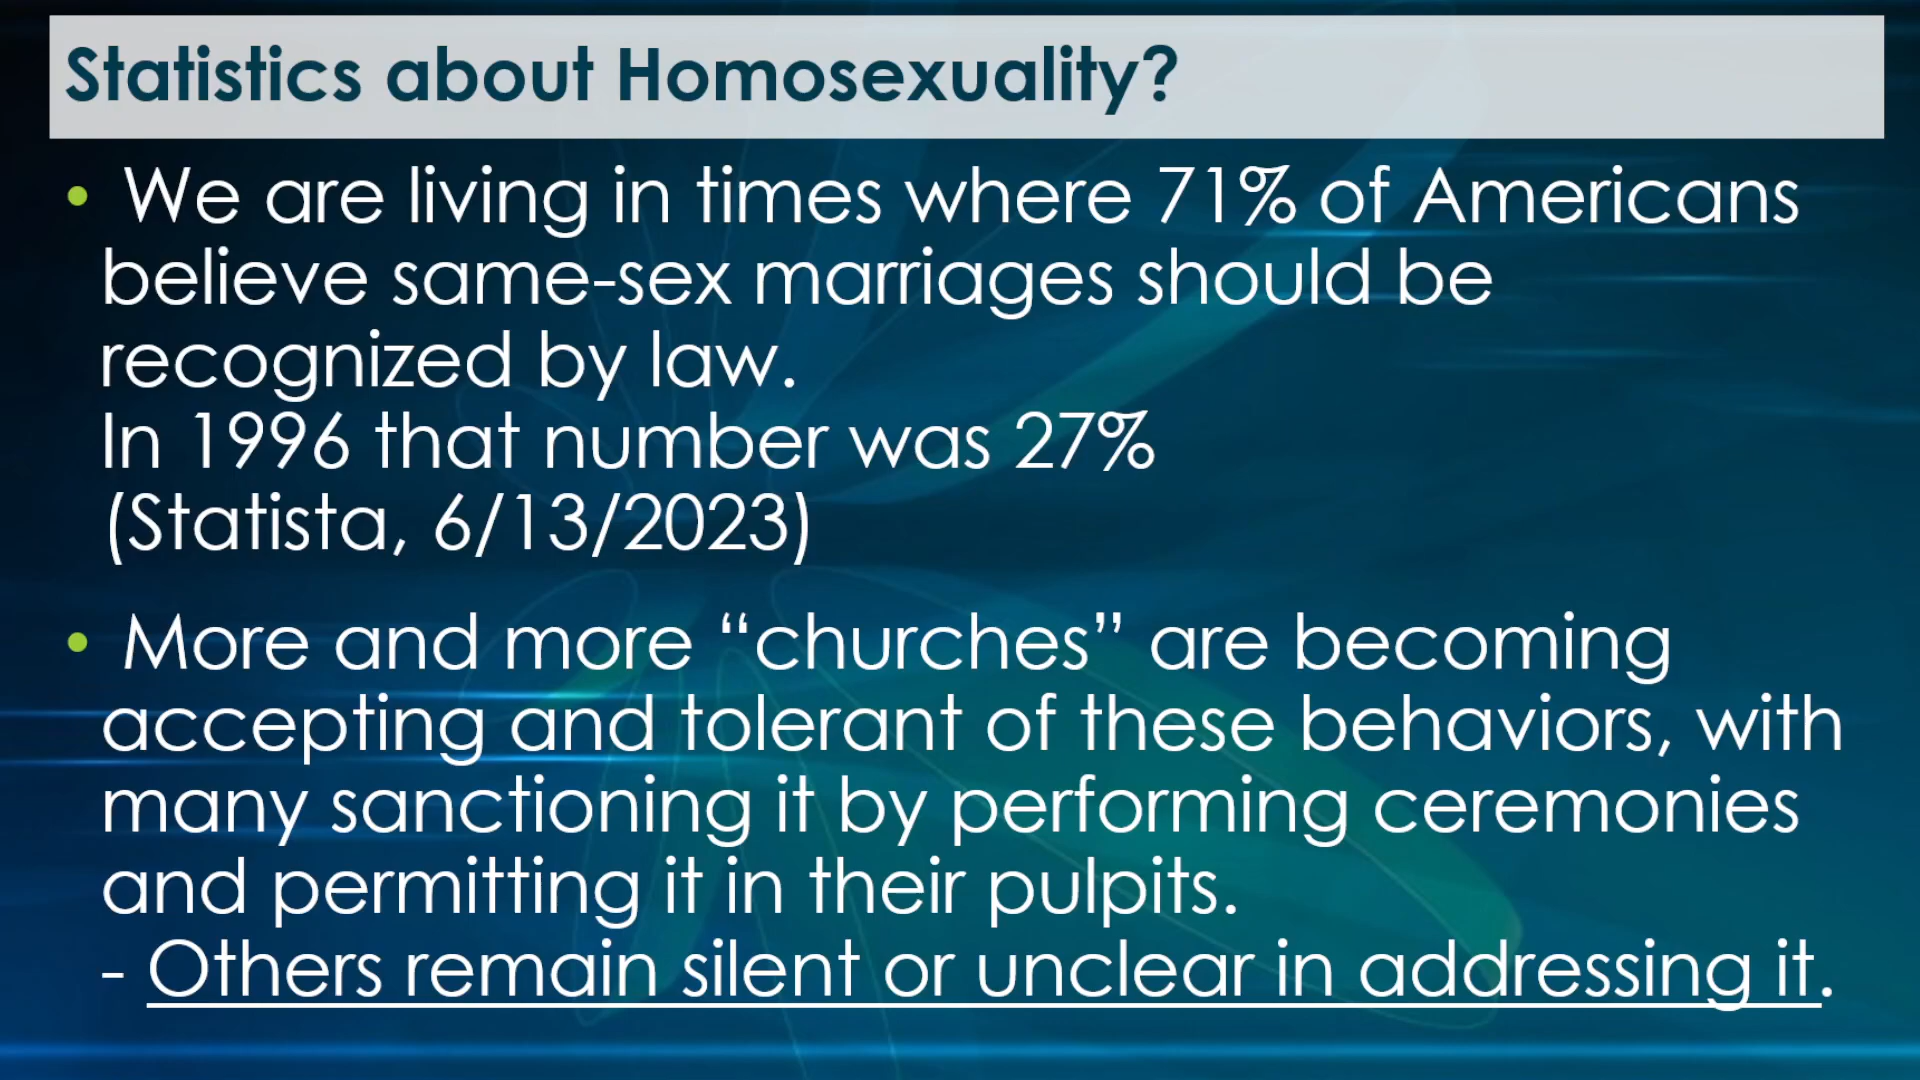 Statistics about Homosexuality?
• We are living in times where 71% of Americans
believe same-sex marriages should be
recognized by law.
In 1996 that number was 27%
(Statista, 6/13/2023)
• More and more “churches” are becoming
accepting and tolerant of these behaviors, with
many sanctioning it by performing ceremonies
and permitting it in their pulpits.
- Others remain silent or unclear in addressing it.